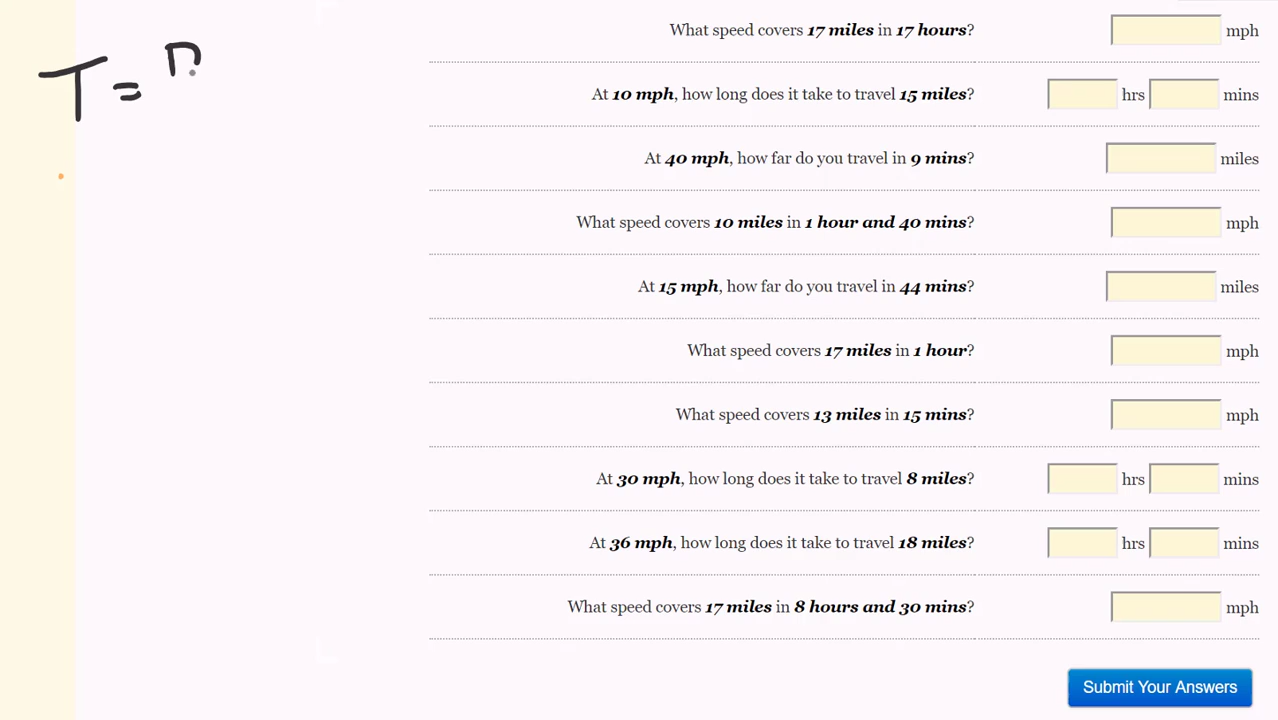 T =
What speed covers 17 miles in 17 hours? mph
At 10 mph, how long does it take to travel 15 miles? hrs mins
At 40 mph, how far do you travel in 9 mins? miles
What speed covers 10 miles in 1 hour and 40 mins? mph
At 15 mph, how far do you travel in 44 mins? miles
What speed covers 17 miles in 1 hour? mph
What speed covers 13 miles in 15 mins? mph
At 30 mph, how long does it take to travel 8 miles? hrs mins
At 36 mph, how long does it take to travel 18 miles? hrs mins
What speed covers 17 miles in 8 hours and 30 mins? mph
Submit Your Answers